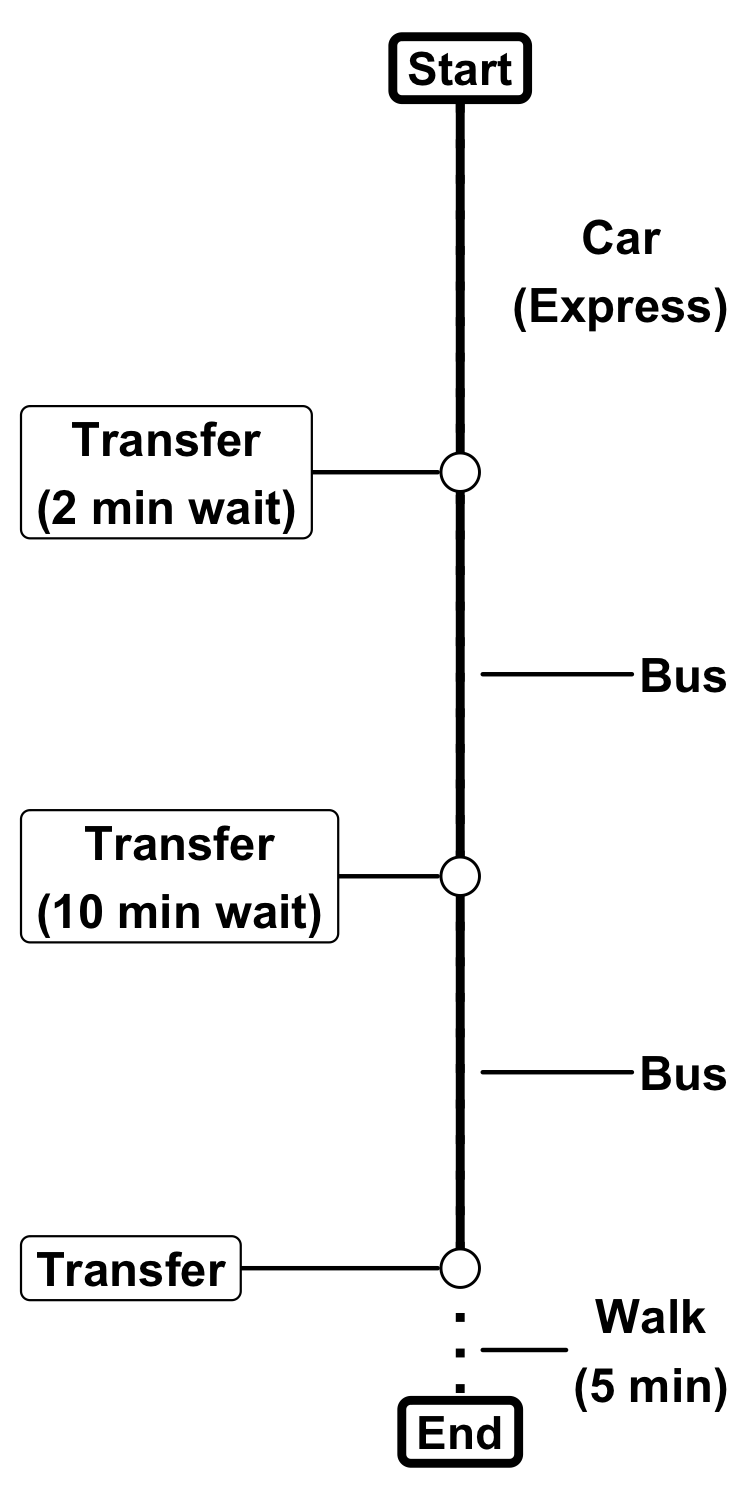 Start
Car
(Express)
Transfer
(2 min wait)
Bus
Transfer
(10 min wait)
Bus
Transfer
Walk
(5 min)
End